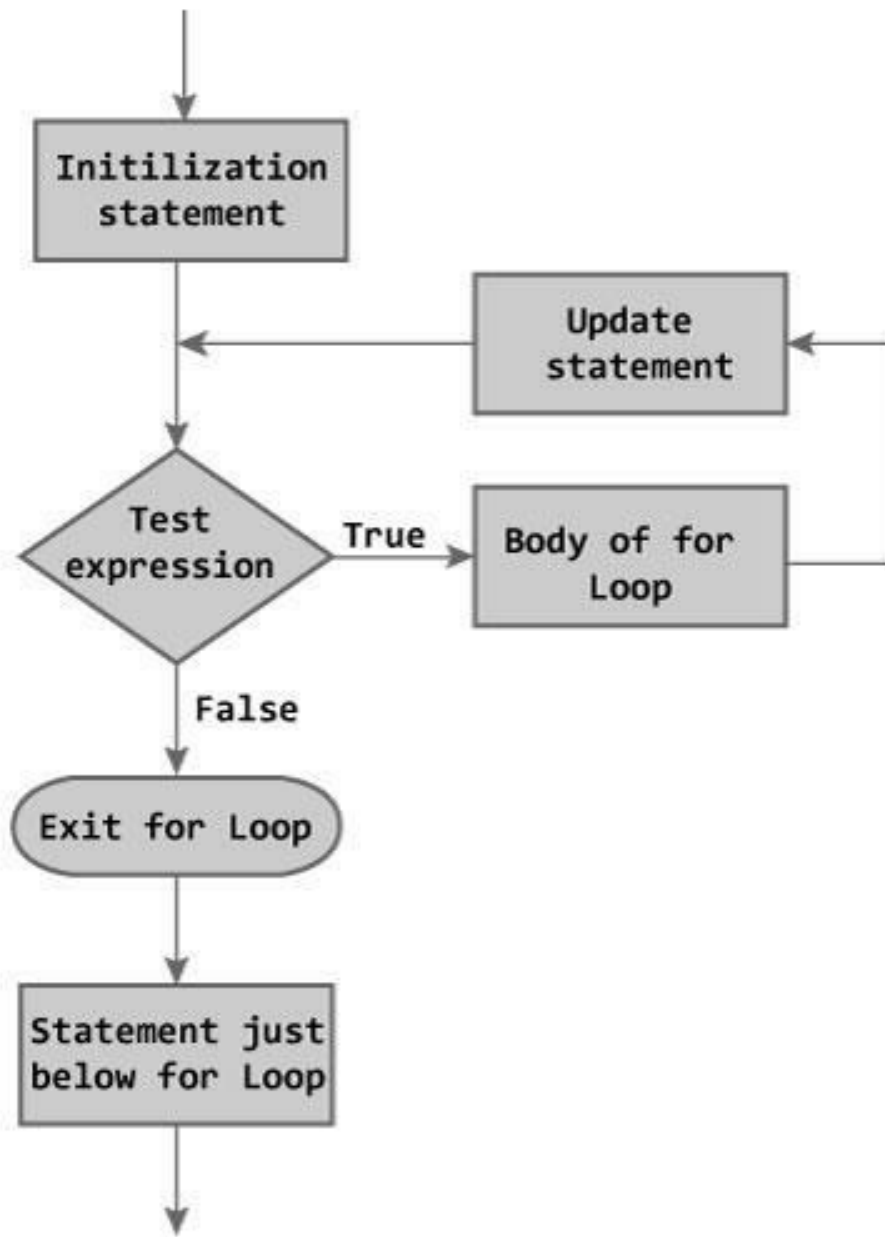 Initilization
statement
Update
statement
Test
expression
True
Body of for
Loop
False
Exit for Loop
Statement just
below for Loop